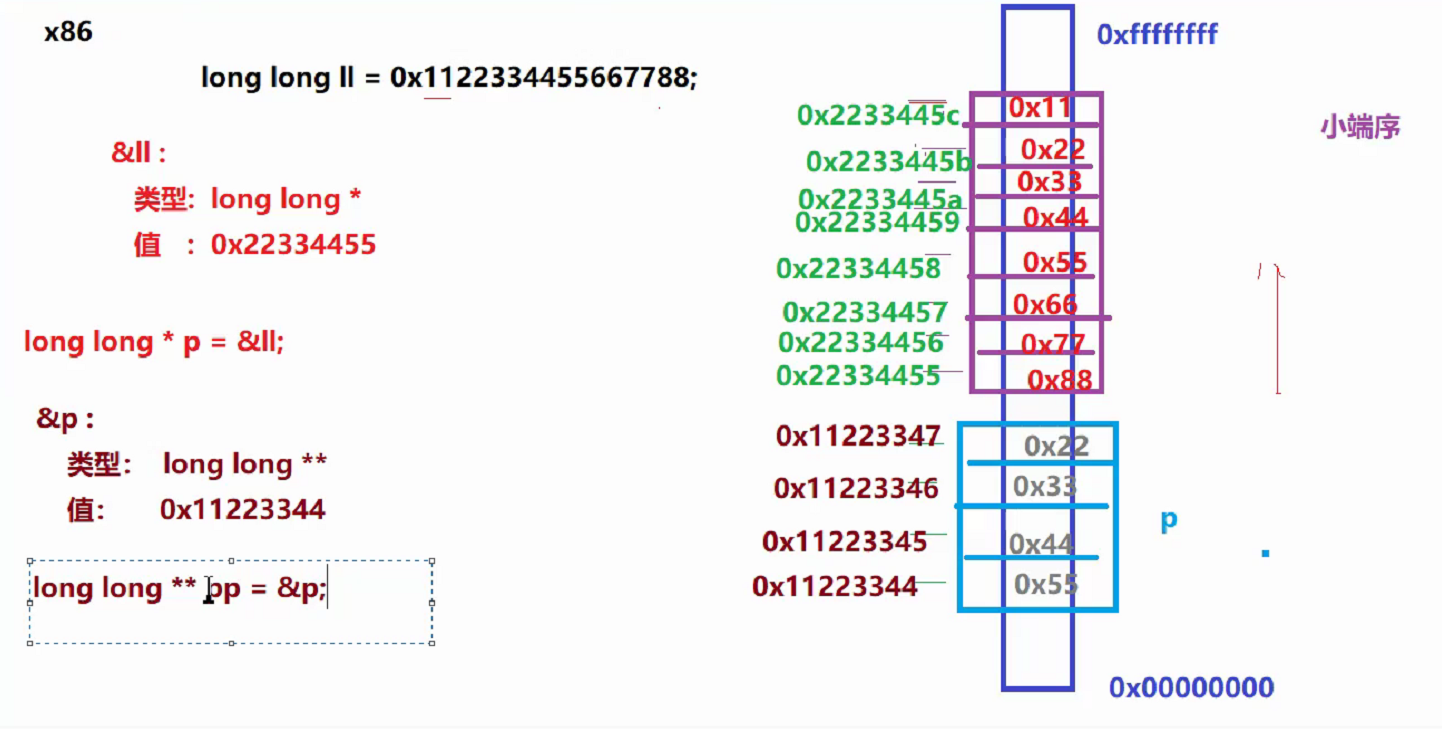 x86
long long ll = 0x1122334455667788;
&ll :
类型: long long *
值 : 0x22334455
long long * p = &ll;
&p :
类型: long long **
值: 0x11223344
long long ** pp = &p;
0xffffffff
小端序
0x2233445c 0x11
0x2233445b 0x22
0x2233445a 0x33
0x22334459 0x44
0x22334458 0x55
0x22334457 0x66
0x22334456 0x77
0x22334455 0x88
0x11223347 0x22
0x11223346 0x33
p
0x11223345 0x44
0x11223344 0x55
0x00000000